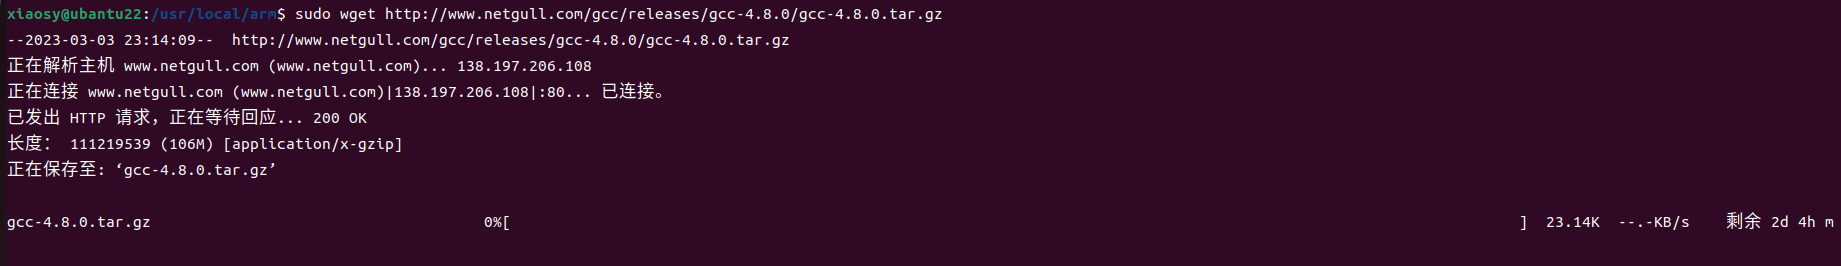 xiaosy@ubantu22:/usr/local/arm$ sudo wget http://www.netgull.com/gcc/releases/gcc-4.8.0/gcc-4.8.0.tar.gz
--2023-03-03 23:14:09--  http://www.netgull.com/gcc/releases/gcc-4.8.0/gcc-4.8.0.tar.gz
正在解析主机 www.netgull.com (www.netgull.com)... 138.197.206.108
正在连接 www.netgull.com (www.netgull.com)|138.197.206.108|:80... 已连接。
已发出 HTTP 请求，正在等待回应... 200 OK
长度： 111219539 (106M) [application/x-gzip]
正在保存至: ‘gcc-4.8.0.tar.gz’
gcc-4.8.0.tar.gz 0%[ ] 23.14K --.-KB/s 剩余 2d 4h m